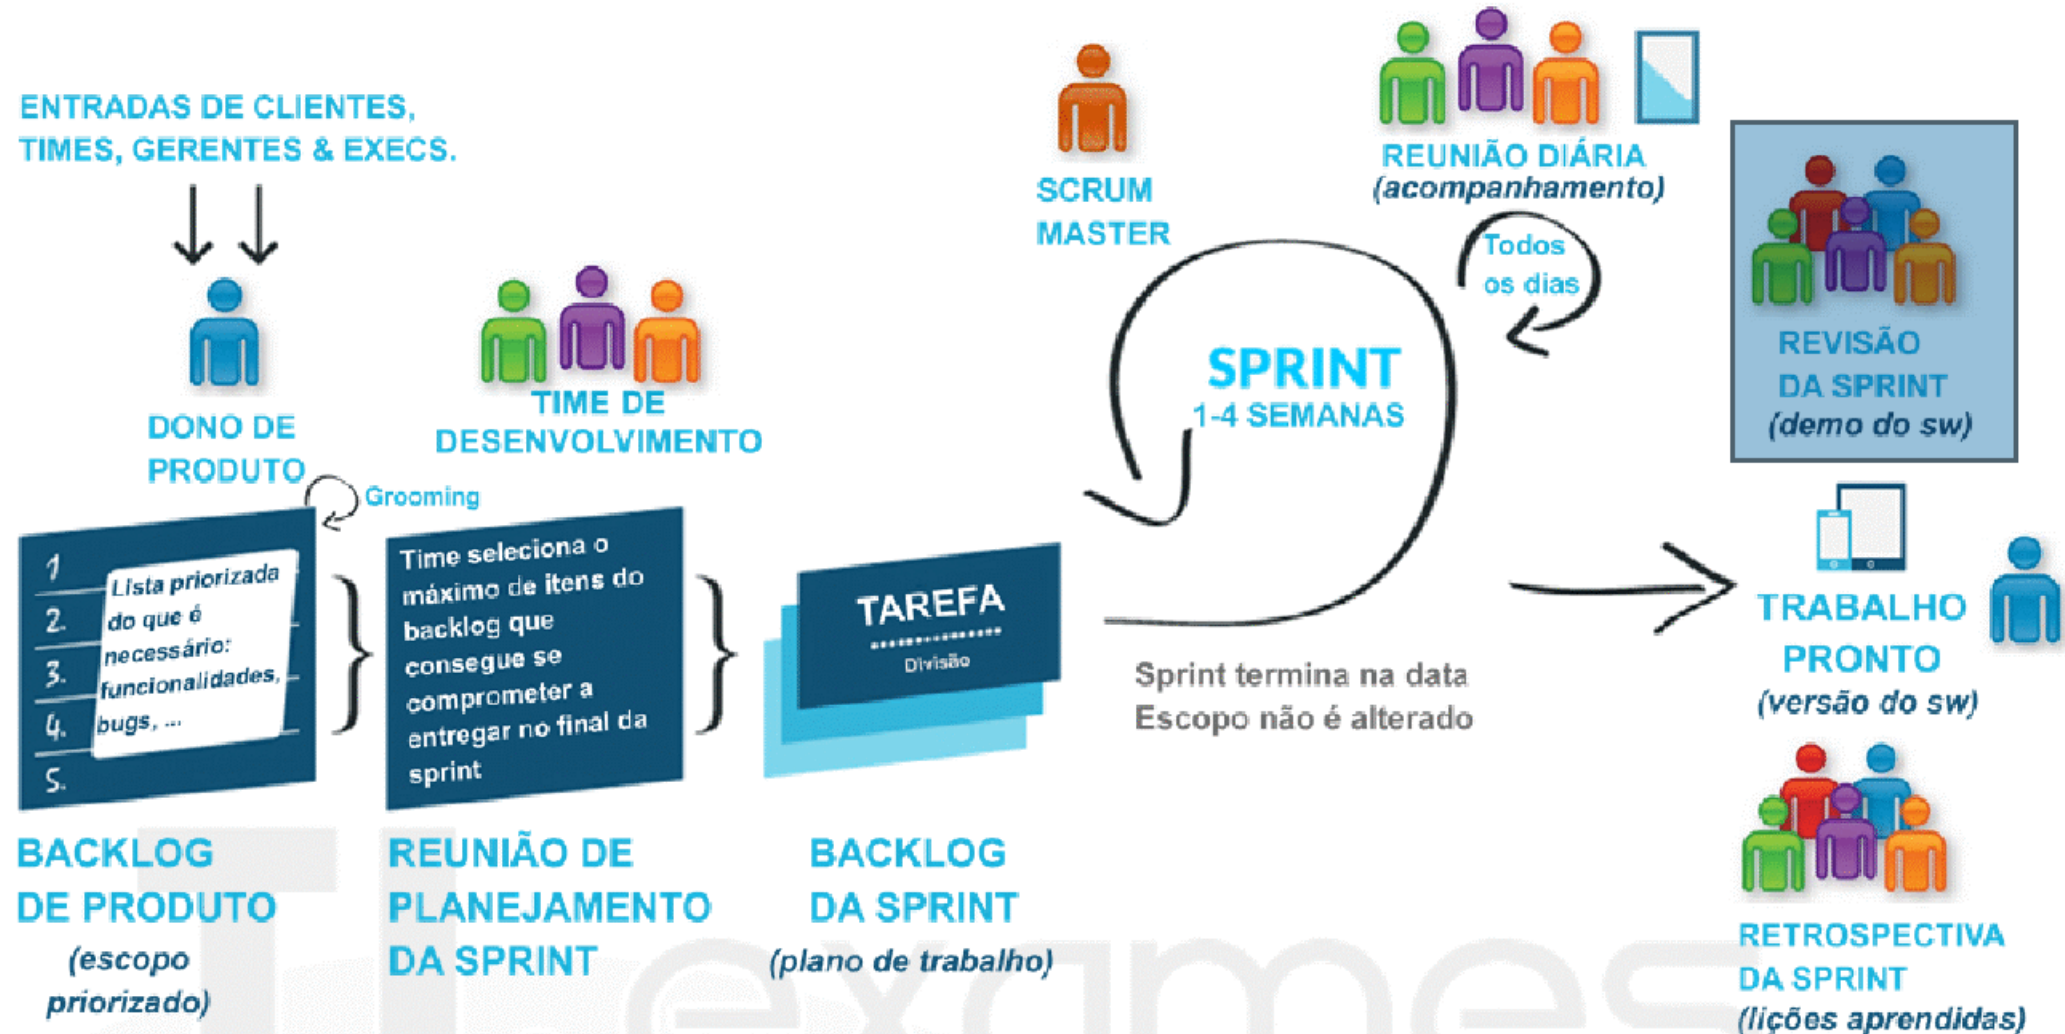 ENTRADAS DE CLIENTES,
TIMES, GERENTES & EXECS.
DONO DE
PRODUTO
Grooming
TIME DE
DESENVOLVIMENTO
1
2.
3.
4.
5.
Lista priorizada
do que é
necessário:
funcionalidades,
bugs, ...
BACKLOG
DE PRODUTO
(escopo
priorizado)
Time seleciona o
máximo de itens do
backlog que
consegue se
comprometer a
entregar no final da
sprint
REUNIÃO DE
PLANEJAMENTO
DA SPRINT
TAREFA
Divisão
BACKLOG
DA SPRINT
(plano de trabalho)
SCRUM
MASTER
SPRINT
1-4 SEMANAS
Sprint termina na data
Escopo não é alterado
REUNIÃO DIÁRIA
(acompanhamento)
Todos
os dias
REVISÃO
DA SPRINT
(demo do sw)
TRABALHO
PRONTO
(versão do sw)
RETROSPECTIVA
DA SPRINT
(lições aprendidas)
TI exames